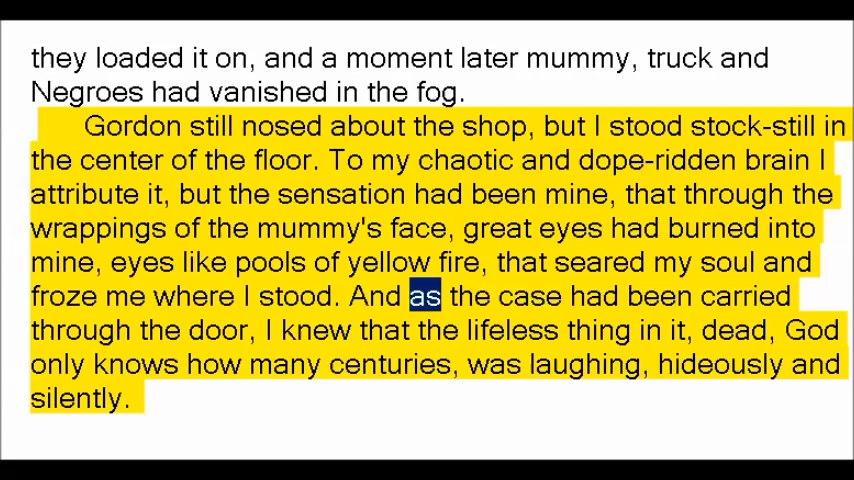 they loaded it on, and a moment later mummy, truck and
Negroes had vanished in the fog.
Gordon still nosed about the shop, but I stood stock-still in
the center of the floor. To my chaotic and dope-ridden brain I
attribute it, but the sensation had been mine, that through the
wrappings of the mummy's face, great eyes had burned into
mine, eyes like pools of yellow fire, that seared my soul and
froze me where I stood. And as the case had been carried
through the door, I knew that the lifeless thing in it, dead, God
only knows how many centuries, was laughing, hideously and
silently.